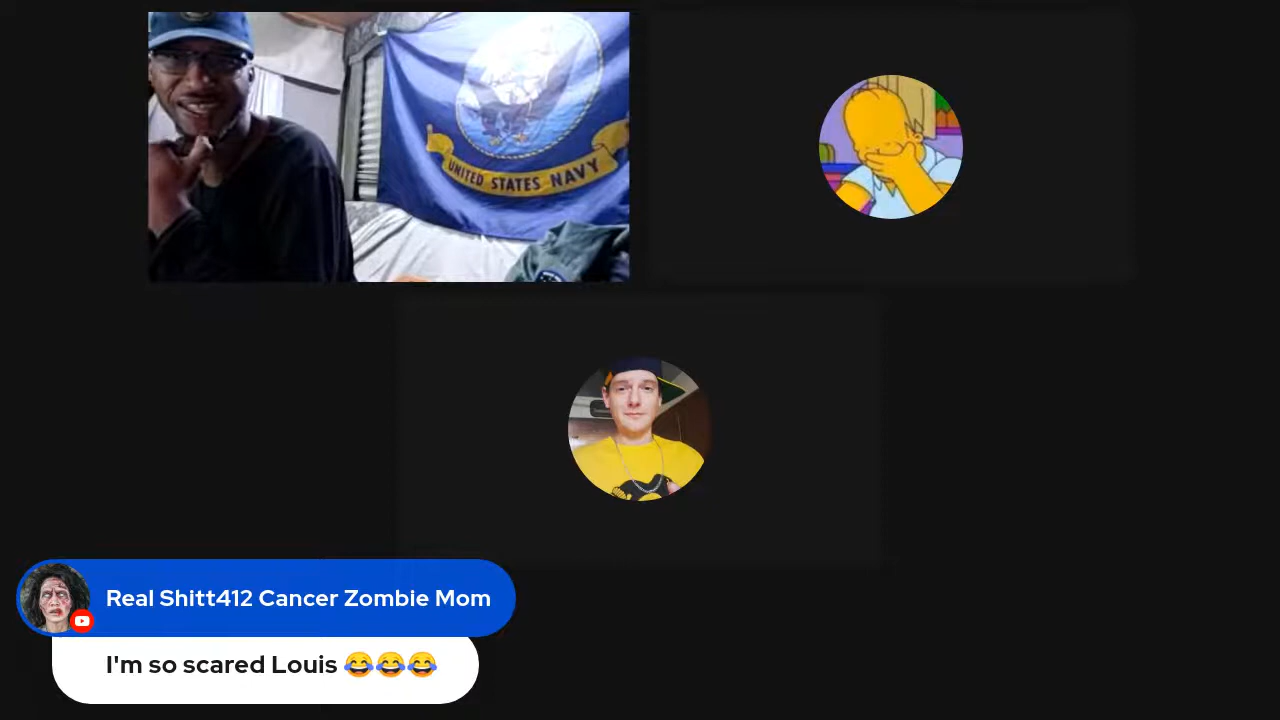 UNITED STATES NAVY
Real Shitt412 Cancer Zombie Mom
I'm so scared Louis 😂😂😂